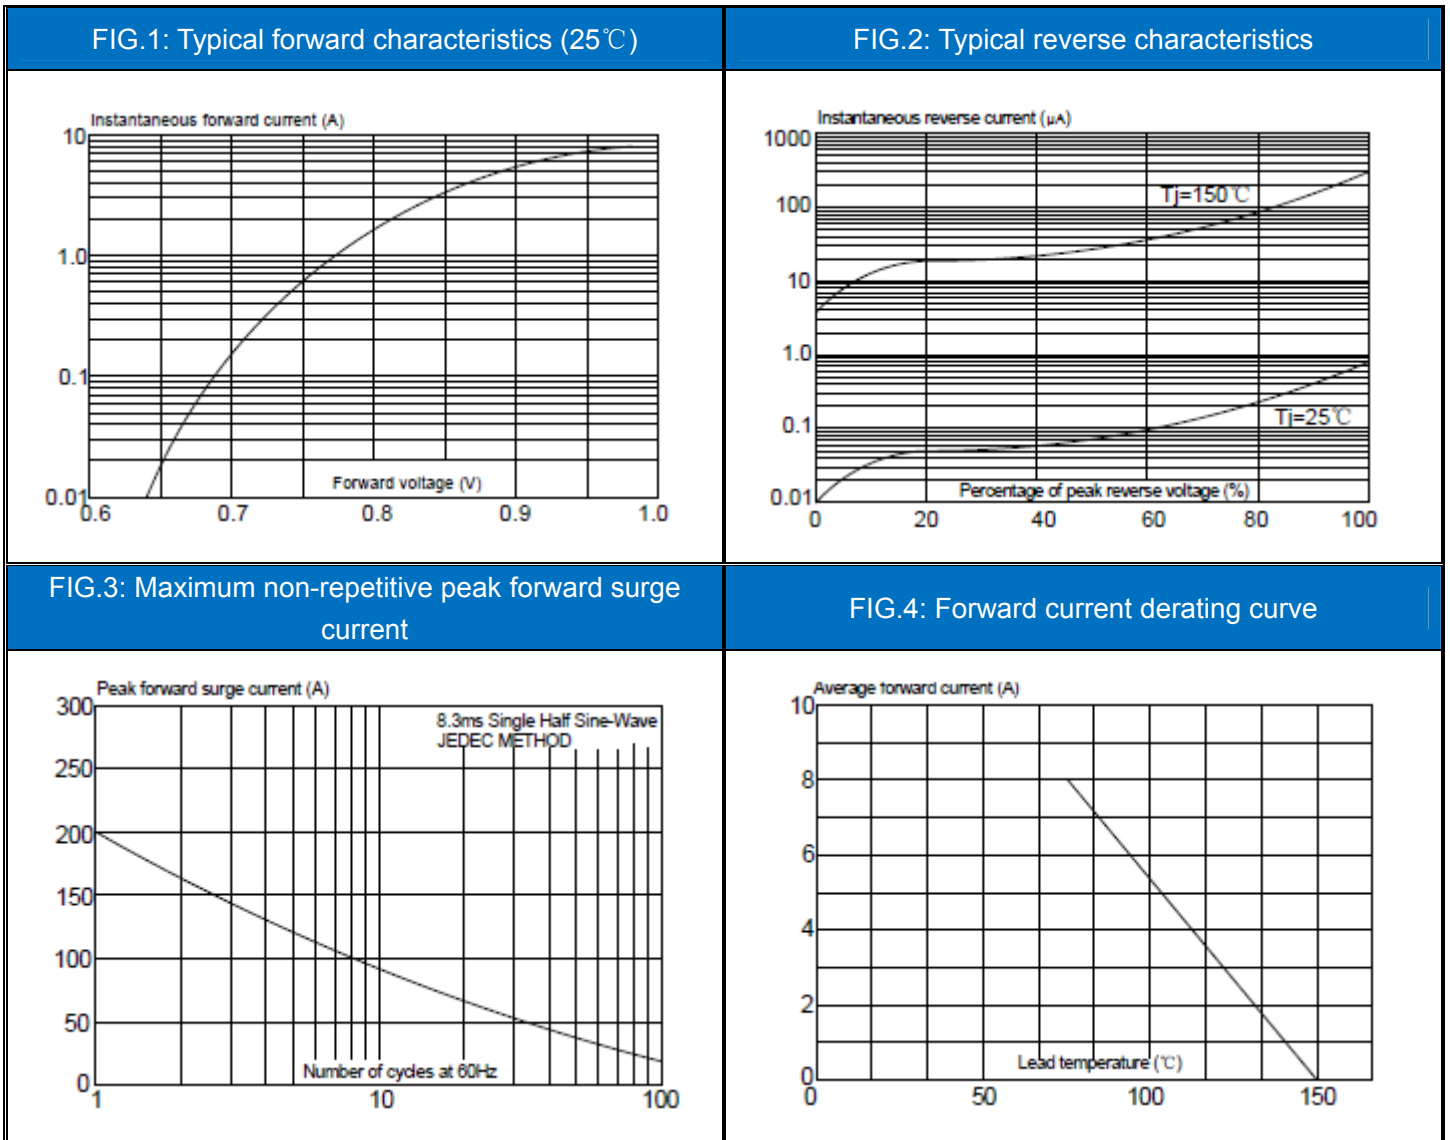 FIG.1: Typical forward characteristics (25℃)
FIG.2: Typical reverse characteristics
Instantaneous forward current (A)
10
1.0
0.1
0.01
Forward voltage (V)
0.6 0.7 0.8 0.9 1.0
Instantaneous reverse current (μA)
1000
Tj=150℃
100
10
1.0
0.1
Tj=25℃
0.01
Percentage of peak reverse voltage (%)
0 20 40 60 80 100
FIG.3: Maximum non-repetitive peak forward surge
current
FIG.4: Forward current derating curve
Peak forward surge current (A)
300
8.3ms Single Half Sine-Wave
JEDEC METHOD
250
200
150
100
50
0
Number of cycles at 60Hz
1 10 100
Average forward current (A)
10
8
6
4
2
0
Lead temperature (℃)
0 50 100 150